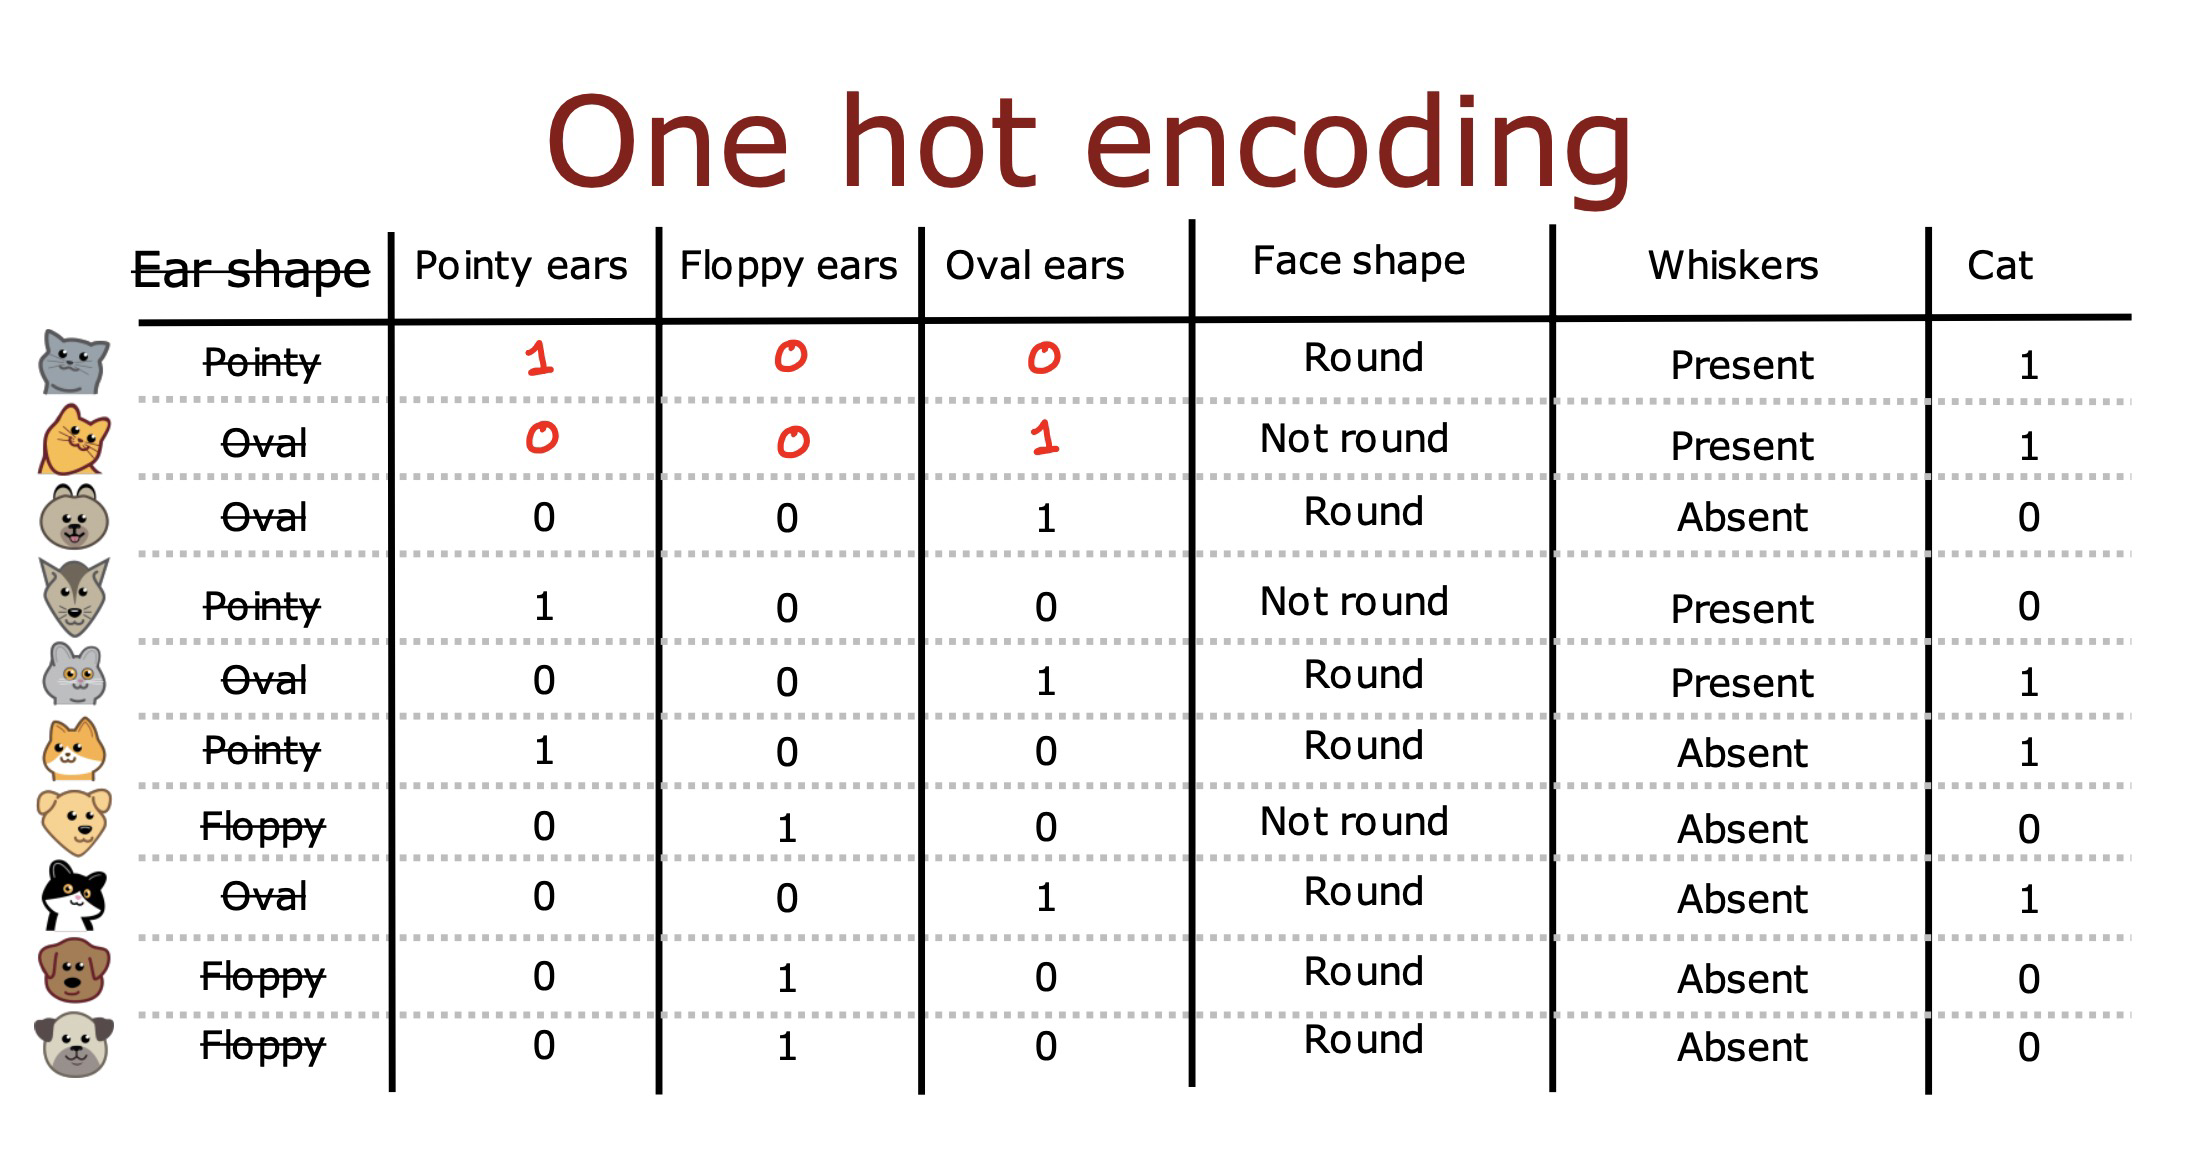 One hot encoding
Ear shape Pointy ears Floppy ears Oval ears Face shape Whiskers Cat
Pointy 1 0 0 Round Present 1
Oval 0 0 1 Not round Present 1
Oval 0 0 1 Round Absent 0
Pointy 1 0 0 Not round Present 0
Oval 0 0 1 Round Present 1
Pointy 1 0 0 Round Absent 1
Floppy 0 1 0 Not round Absent 0
Oval 0 0 1 Round Absent 1
Floppy 0 1 0 Round Absent 0
Floppy 0 1 0 Round Absent 0